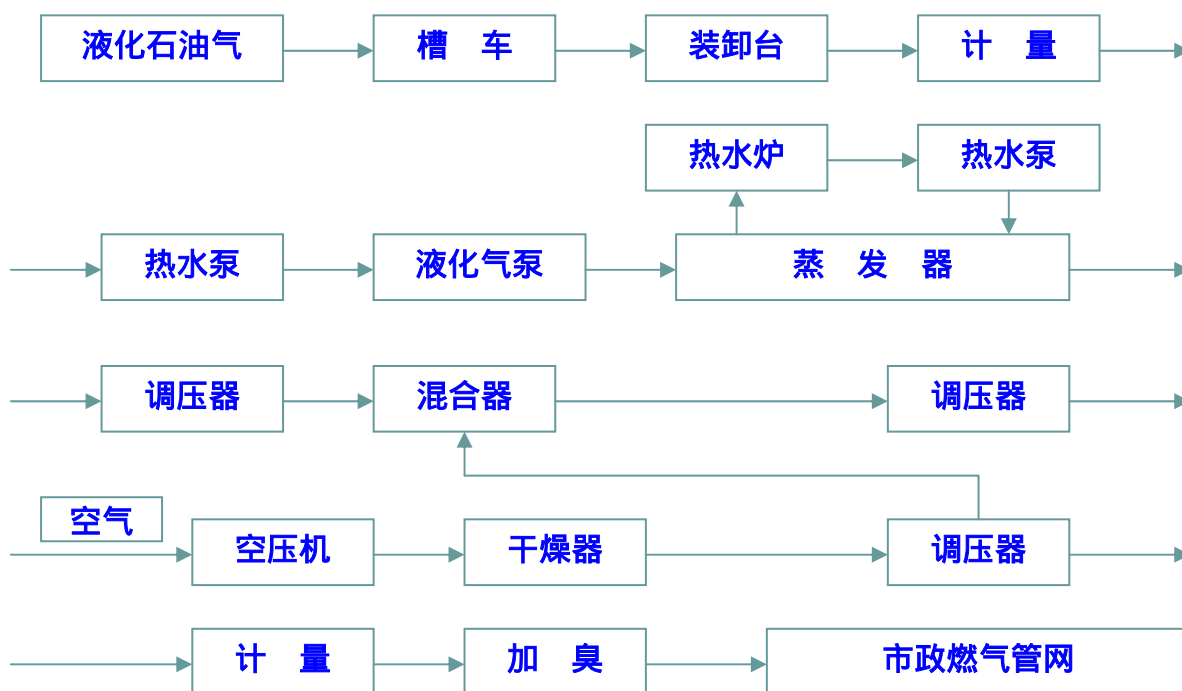 液化石油气
槽 车
装卸台
计 量
热水炉
热水泵
热水泵
液化气泵
蒸 发 器
调压器
混合器
调压器
空气
空压机
干燥器
调压器
计 量
加 臭
市政燃气管网